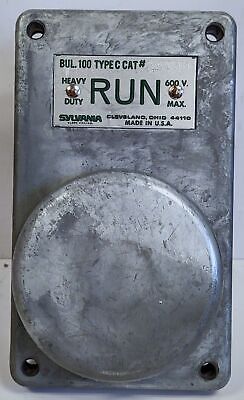 BUL. 100 TYPE C CAT#
HEAVY DUTY RUN 600 V. MAX.
SYLVANIA CLEVELAND, OHIO 44110
MADE IN U.S.A.